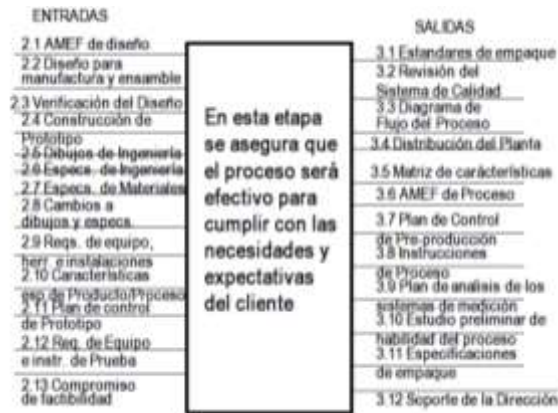 ENTRADAS
2.1 AMEF de diseño
2.2 Diseño para
manufactura y ensamble
2.3 Verificación del Diseño
2.4 Construcción de
Prototipo
2.5 Dibujos de Ingeniería
2.6 Especs. de Ingeniería
2.7 Especs. de Materiales
2.8 Cambios a
dibujos y especs.
2.9 Reqs. de equipo,
herr. e instalaciones
2.10 Características
esp de Producto/Proceso
2.11 Plan de control
de Prototipo
2.12 Req. de Equipo
e instr. de Prueba
2.13 Compromiso
de factibilidad
En esta etapa
se asegura que
el proceso será
efectivo para
cumplir con las
necesidades y
expectativas
del cliente
SALIDAS
3.1 Estandares de empaque
3.2 Revisión del
Sistema de Calidad
3.3 Diagrama de
Flujo del Proceso
3.4 Distribución del Planta
3.5 Matriz de carácterísticas
3.6 AMEF de Proceso
3.7 Plan de Control
de Pre-producción
3.8 Instrucciones
de Proceso
3.9 Plan de analisis de los
sistemas de medición
3.10 Estudio preliminar de
habilidad del proceso
3.11 Especificaciones
de empaque
3.12 Soporte de la Dirección